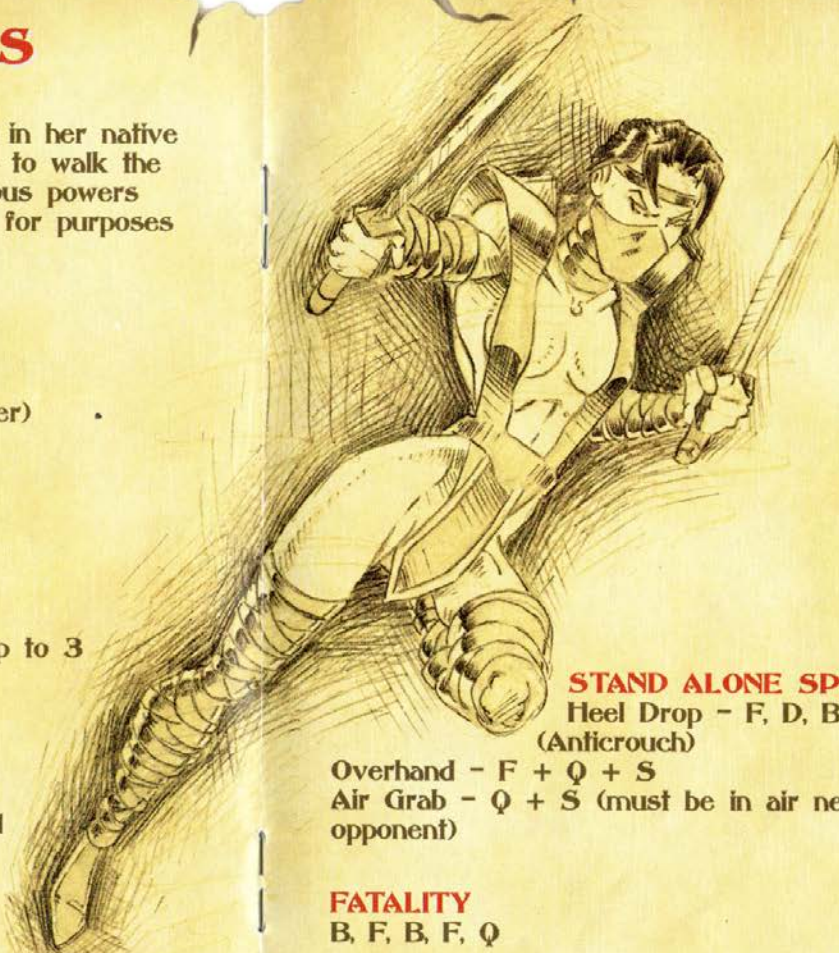 s
in her native
to walk the
ous powers
for purposes
er)
p to 3
STAND ALONE SP
Heel Drop - F, D, B
(Anticrouch)
Overhand - F + Q + S
Air Grab - Q + S (must be in air ne
opponent)
FATALITY
B, F, B, F, Q